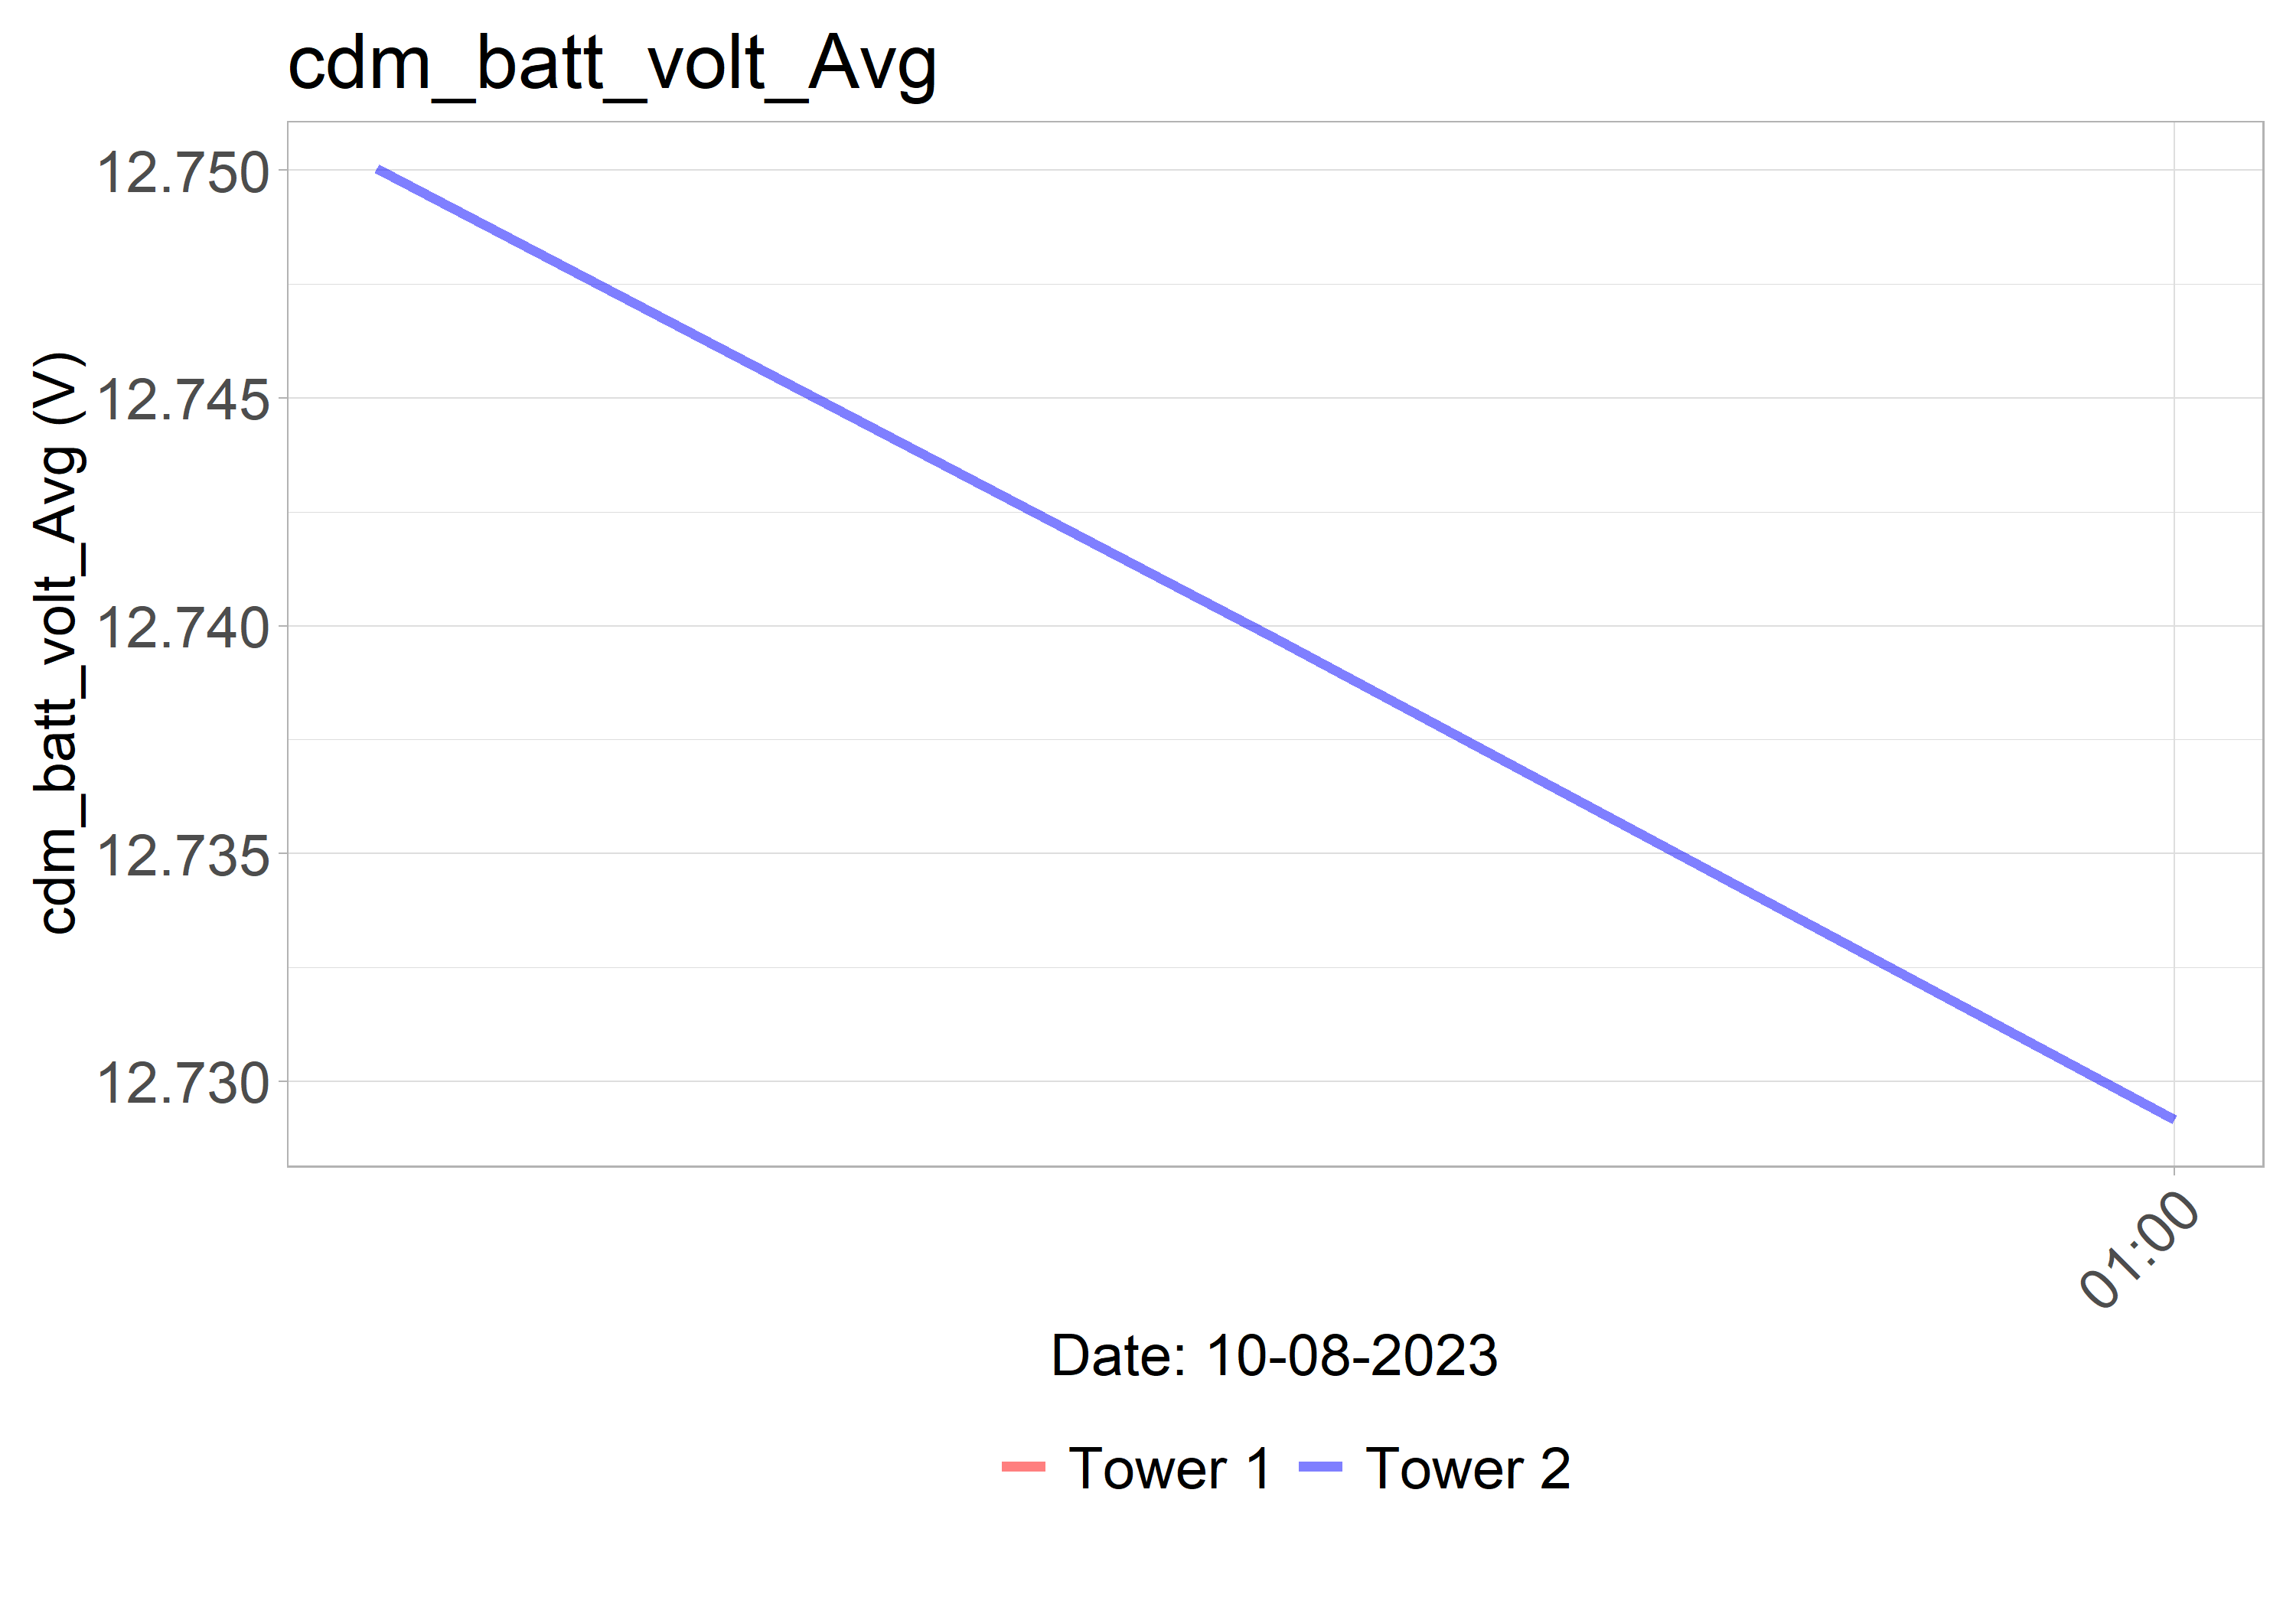 cdm_batt_volt_Avg
cdm_batt_volt_Avg (V)
12.750
12.745
12.740
12.735
12.730
01:00
Date: 10-08-2023
Tower 1 Tower 2